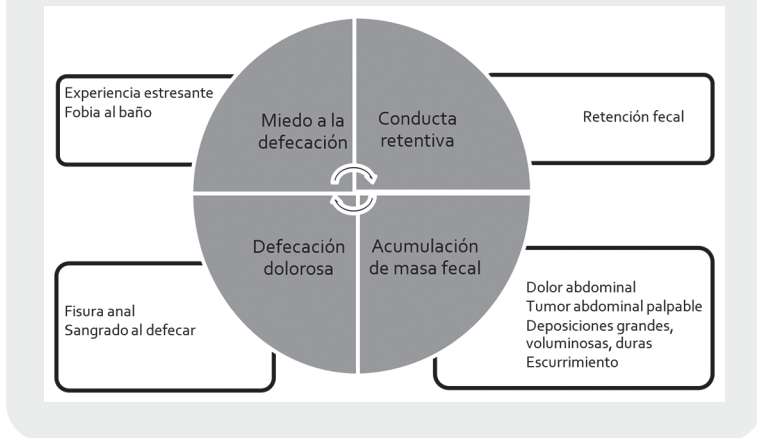 Experiencia estresante
Fobia al baño
Miedo a la
defecación
Conducta
retentiva
Retención fecal
Defecación
dolorosa
Acumulación
de masa fecal
Fisura anal
Sangrado al defecar
Dolor abdominal
Tumor abdominal palpable
Deposiciones grandes,
voluminosas, duras
Escurrimiento